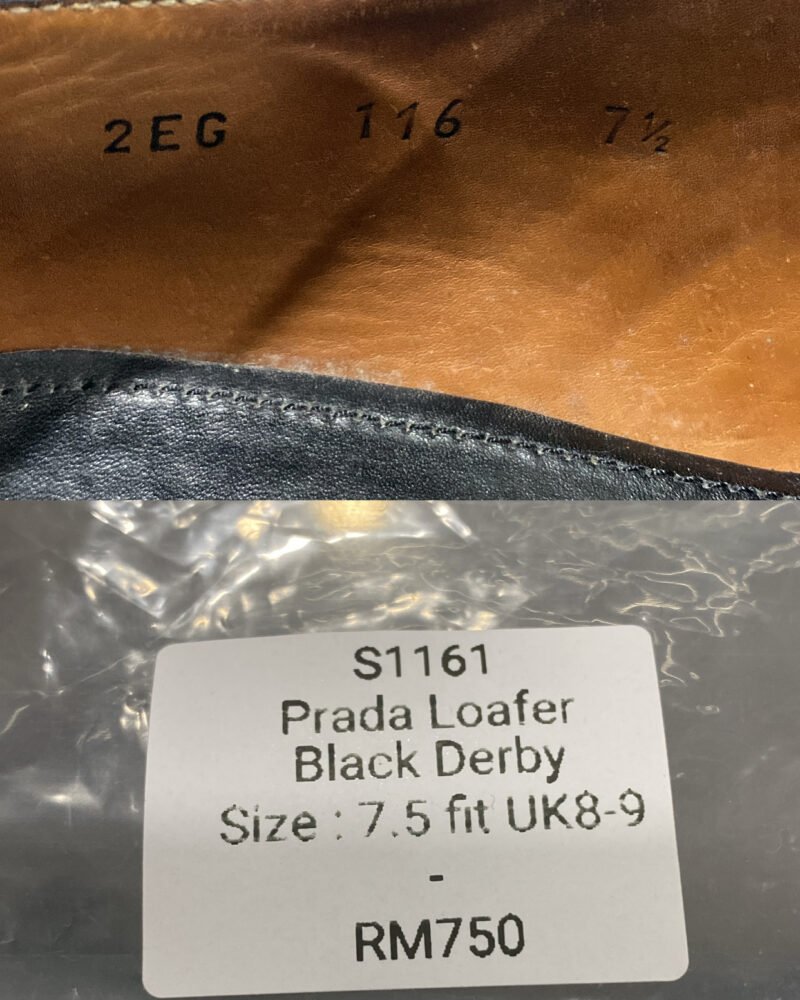 2EG 116 7½
S1161
Prada Loafer
Black Derby
Size : 7.5 fit UK8-9
-
RM750